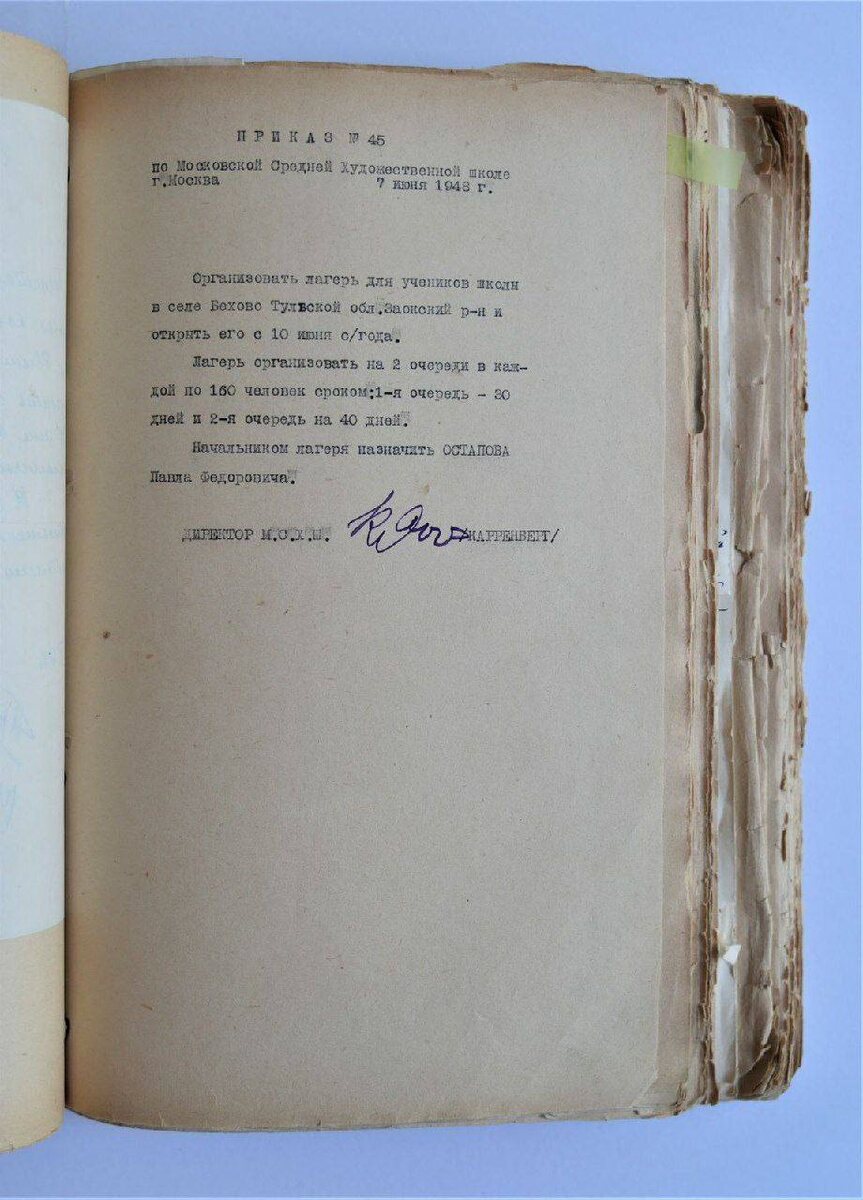 ПРИКАЗ № 45
по Московской Средней Художественной школе
г.Москва 7 июня 1948 г.
Организовать лагерь для учеников школы
в селе Бехово Тульской обл.Заокский р-н и
открыть его с 10 июня с/года.
Лагерь организовать на 2 очереди в каж-
дой по 160 человек сроком:1-я очередь - 30
дней и 2-я очередь на 40 дней.
Начальником лагеря назначить ОСТАПОВА
Павла Федоровича.
ДИРЕКТОР М.С.Х.Ш. /КАРРЕНБЕРГ/